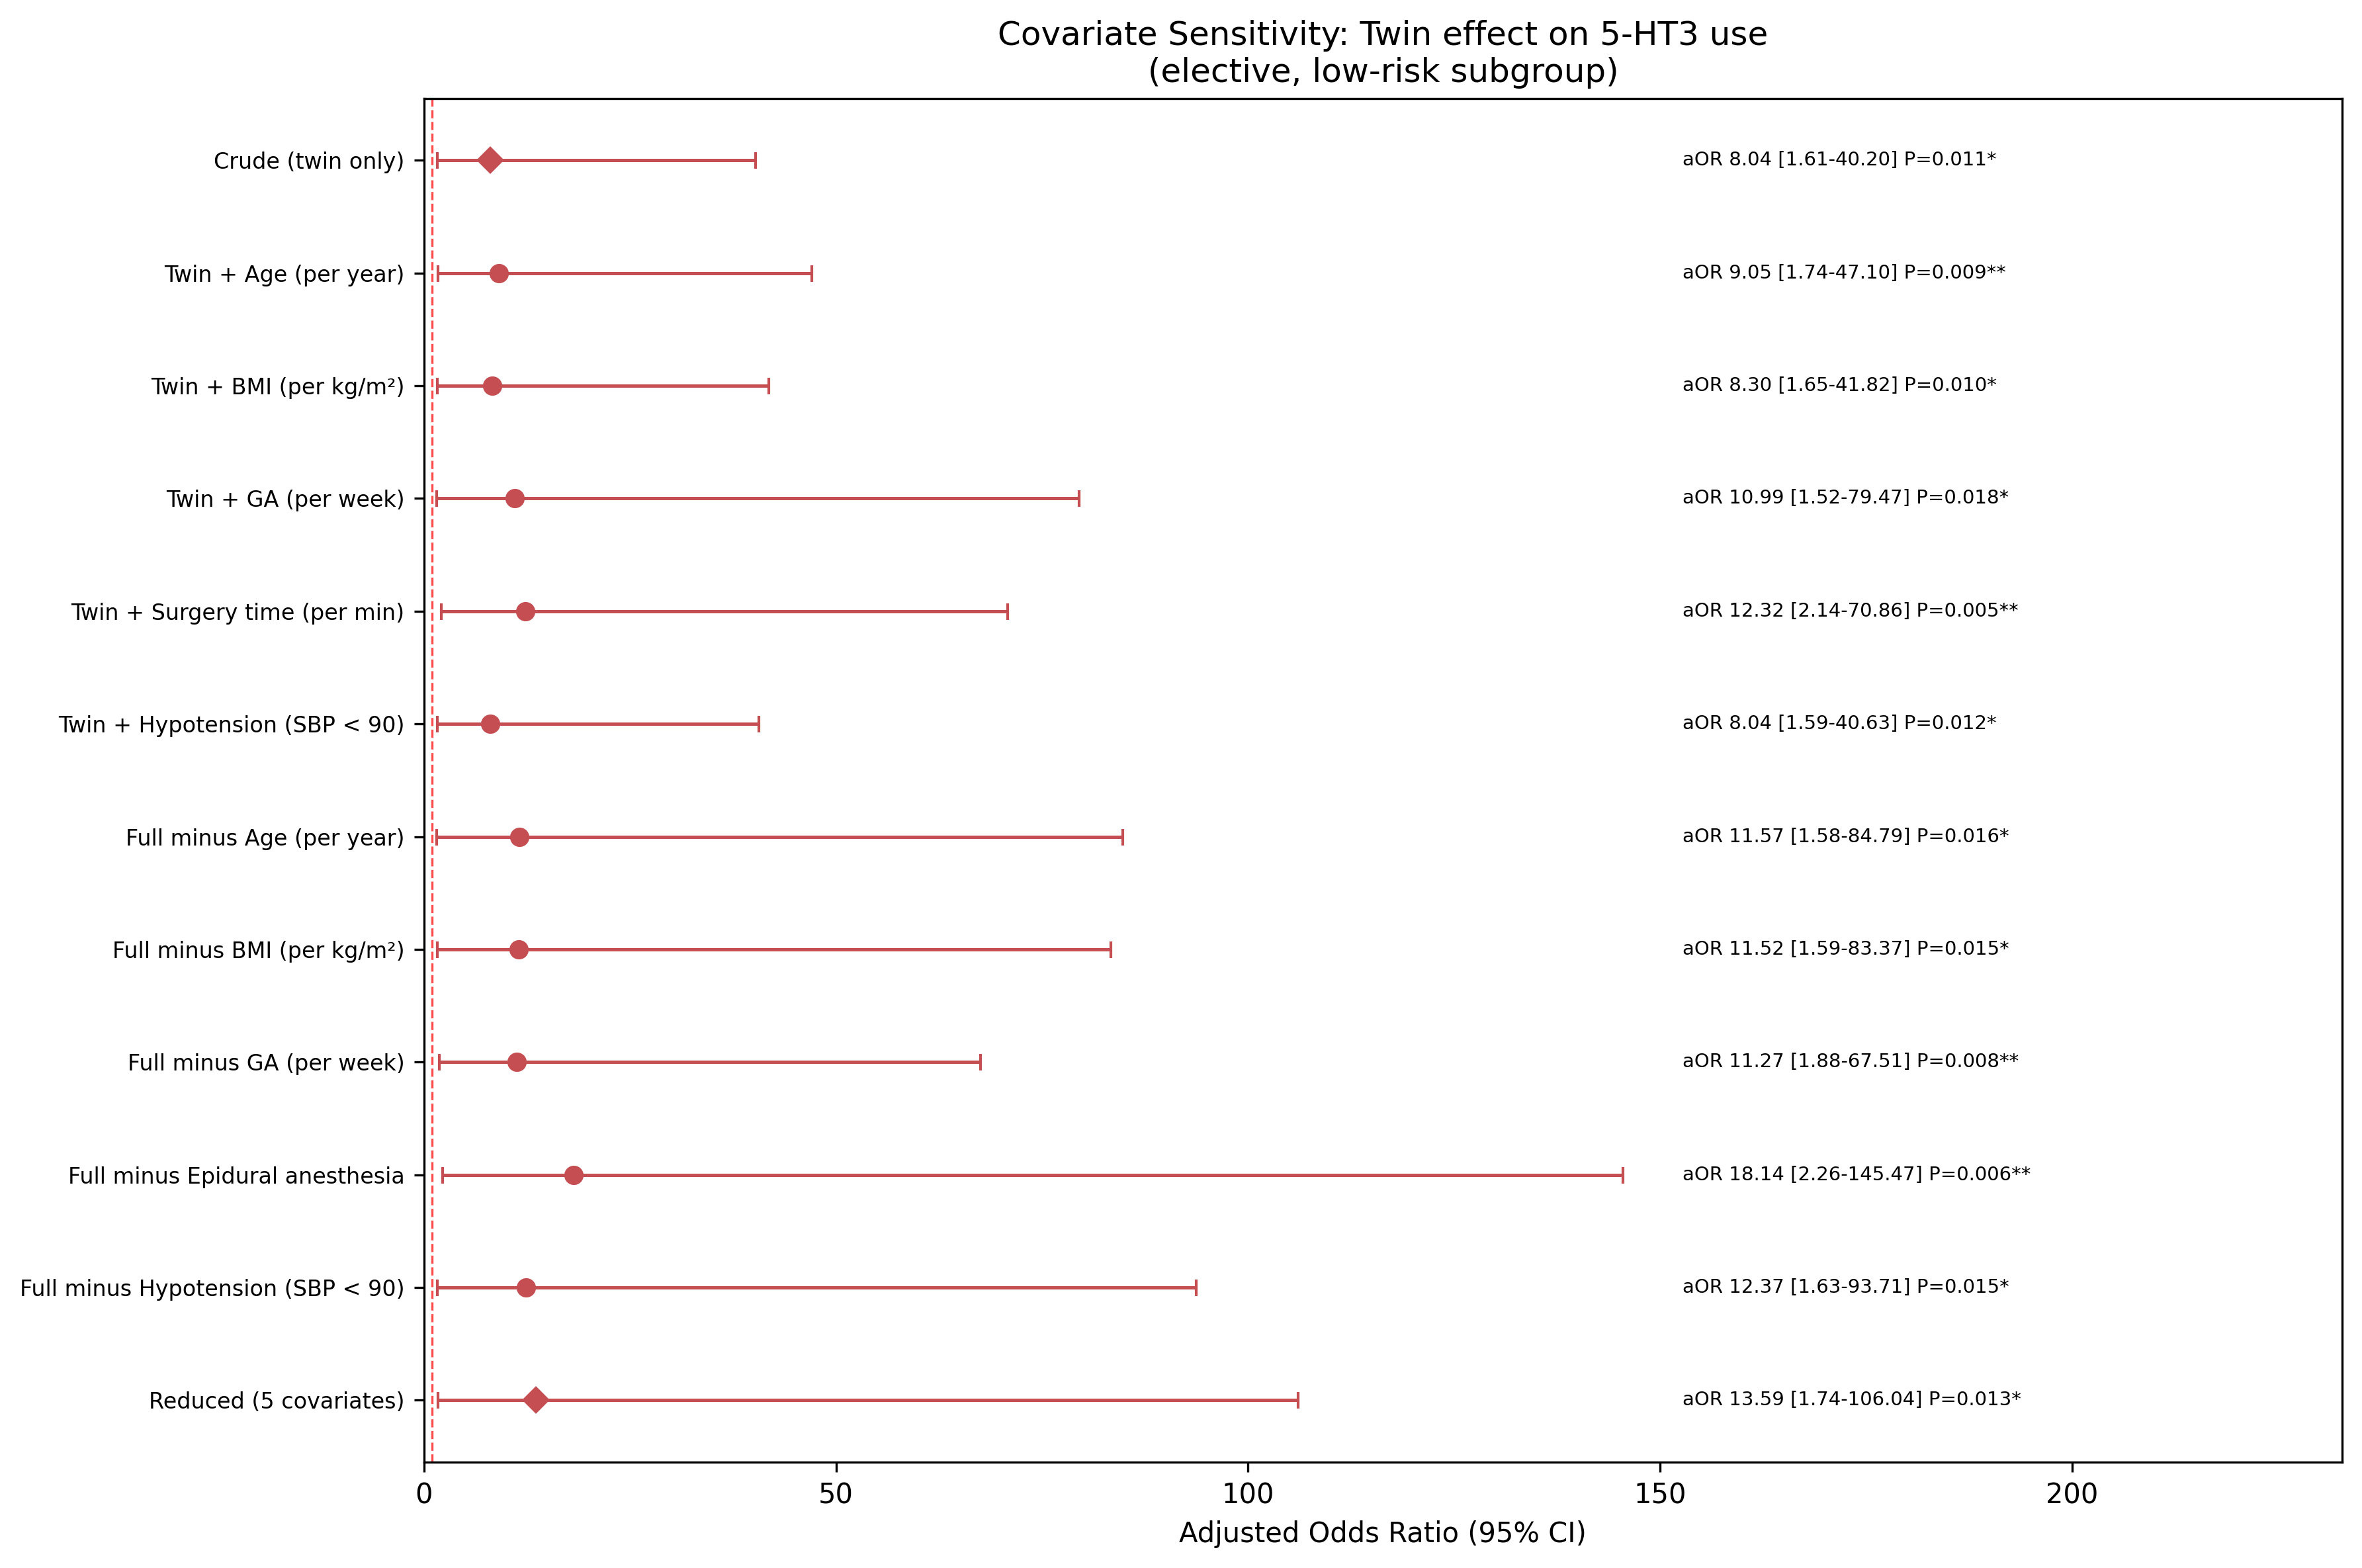 Covariate Sensitivity: Twin effect on 5-HT3 use
(elective, low-risk subgroup)
Crude (twin only) aOR 8.04 [1.61-40.20] P=0.011*
Twin + Age (per year) aOR 9.05 [1.74-47.10] P=0.009**
Twin + BMI (per kg/m²) aOR 8.30 [1.65-41.82] P=0.010*
Twin + GA (per week) aOR 10.99 [1.52-79.47] P=0.018*
Twin + Surgery time (per min) aOR 12.32 [2.14-70.86] P=0.005**
Twin + Hypotension (SBP < 90) aOR 8.04 [1.59-40.63] P=0.012*
Full minus Age (per year) aOR 11.57 [1.58-84.79] P=0.016*
Full minus BMI (per kg/m²) aOR 11.52 [1.59-83.37] P=0.015*
Full minus GA (per week) aOR 11.27 [1.88-67.51] P=0.008**
Full minus Epidural anesthesia aOR 18.14 [2.26-145.47] P=0.006**
Full minus Hypotension (SBP < 90) aOR 12.37 [1.63-93.71] P=0.015*
Reduced (5 covariates) aOR 13.59 [1.74-106.04] P=0.013*
0 50 100 150 200
Adjusted Odds Ratio (95% CI)